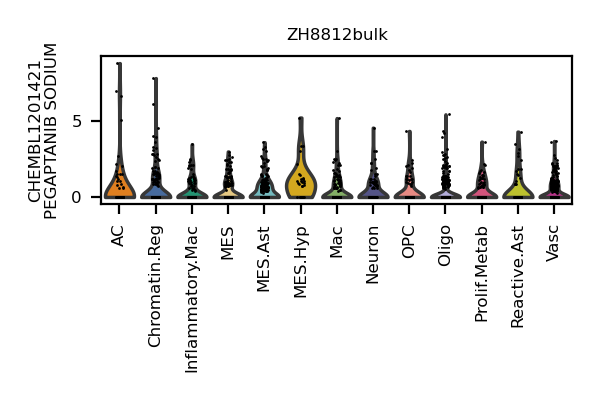 ZH8812bulk
CHEMBL1201421
PEGAPTANIB SODIUM
5
0
AC
Chromatin.Reg
Inflammatory.Mac
MES
MES.Ast
MES.Hyp
Mac
Neuron
OPC
Oligo
Prolif.Metab
Reactive.Ast
Vasc